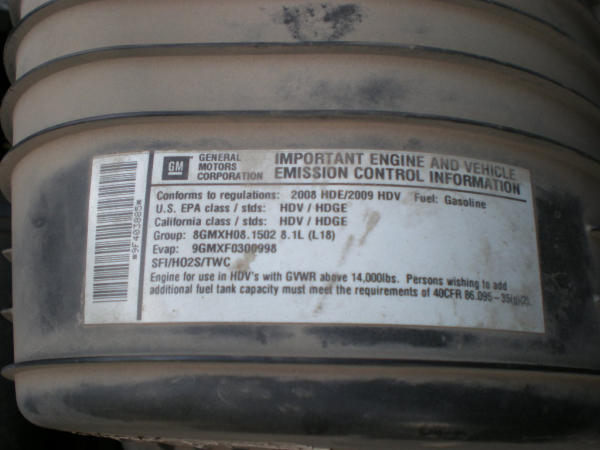 GM
GENERAL
MOTORS
CORPORATION
IMPORTANT ENGINE AND VEHICLE
EMISSION CONTROL INFORMATION
Conforms to regulations: 2008 HDE/2009 HDV Fuel: Gasoline
U.S. EPA class / stds: HDV / HDGE
California class / stds: HDV / HDGE
Group: 8GMXH08.1502 8.1L (L18)
Evap: 9GMXF0300998
SFI/HO2S/TWC
Engine for use in HDV's with GVWR above 14,000lbs. Persons wishing to add
additional fuel tank capacity must meet the requirements of 40CFR 86.095-35(g)(2).
*9F403885*